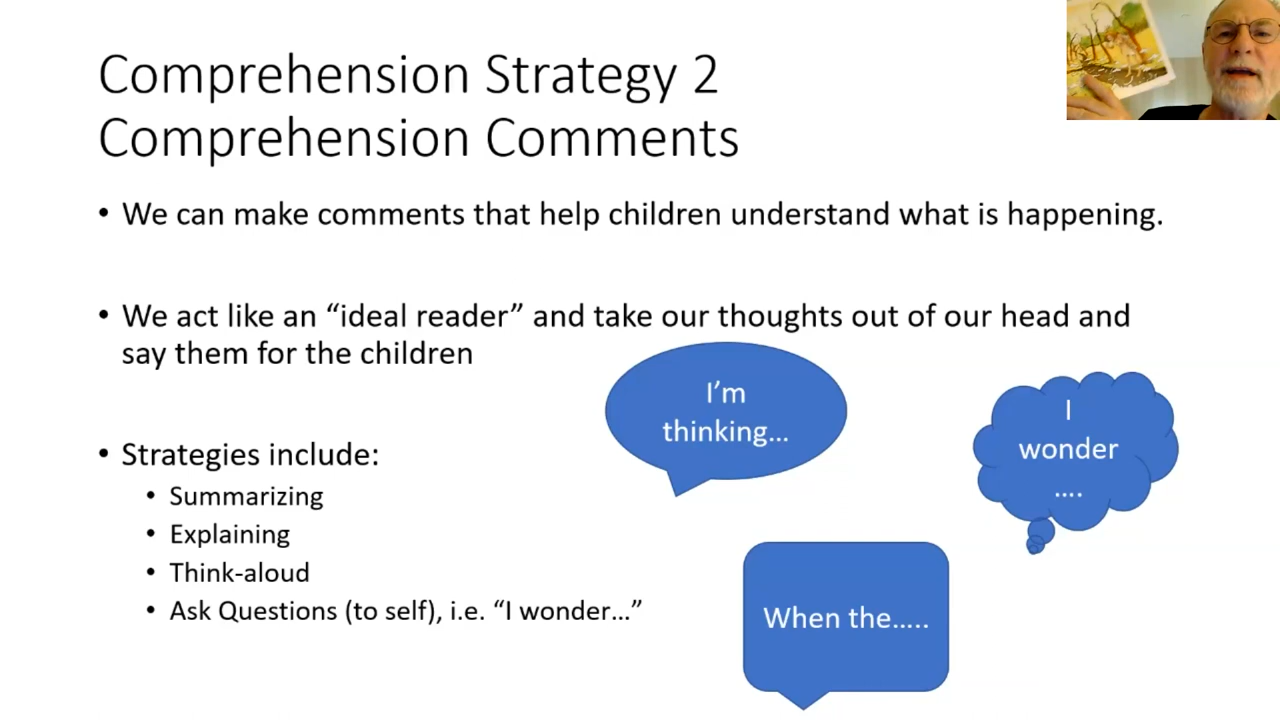 Comprehension Strategy 2
Comprehension Comments
• We can make comments that help children understand what is happening.
• We act like an “ideal reader” and take our thoughts out of our head and
say them for the children
• Strategies include:
• Summarizing
• Explaining
• Think-aloud
• Ask Questions (to self), i.e. “I wonder…”
I’m
thinking…
I
wonder
….
When the…..